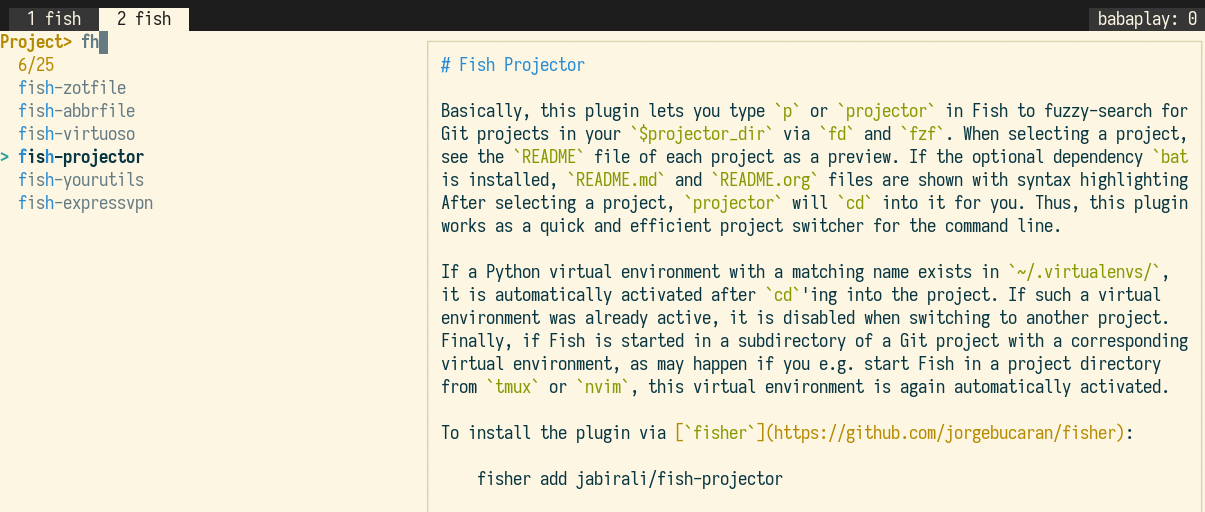 1 fish 2 fish babaplay: 0
Project> fh
6/25
fish-zotfile
fish-abbrfile
fish-virtuoso
> fish-projector
fish-yourutils
fish-expressvpn
# Fish Projector
Basically, this plugin lets you type `p` or `projector` in Fish to fuzzy-search for
Git projects in your `$projector_dir` via `fd` and `fzf`. When selecting a project,
see the `README` file of each project as a preview. If the optional dependency `bat
is installed, `README.md` and `README.org` files are shown with syntax highlighting
After selecting a project, `projector` will `cd` into it for you. Thus, this plugin
works as a quick and efficient project switcher for the command line.
If a Python virtual environment with a matching name exists in `~/.virtualenvs/`,
it is automatically activated after `cd`'ing into the project. If such a virtual
environment was already active, it is disabled when switching to another project.
Finally, if Fish is started in a subdirectory of a Git project with a corresponding
virtual environment, as may happen if you e.g. start Fish in a project directory
from `tmux` or `nvim`, this virtual environment is again automatically activated.
To install the plugin via [`fisher`](https://github.com/jorgebucaran/fisher):
fisher add jabirali/fish-projector